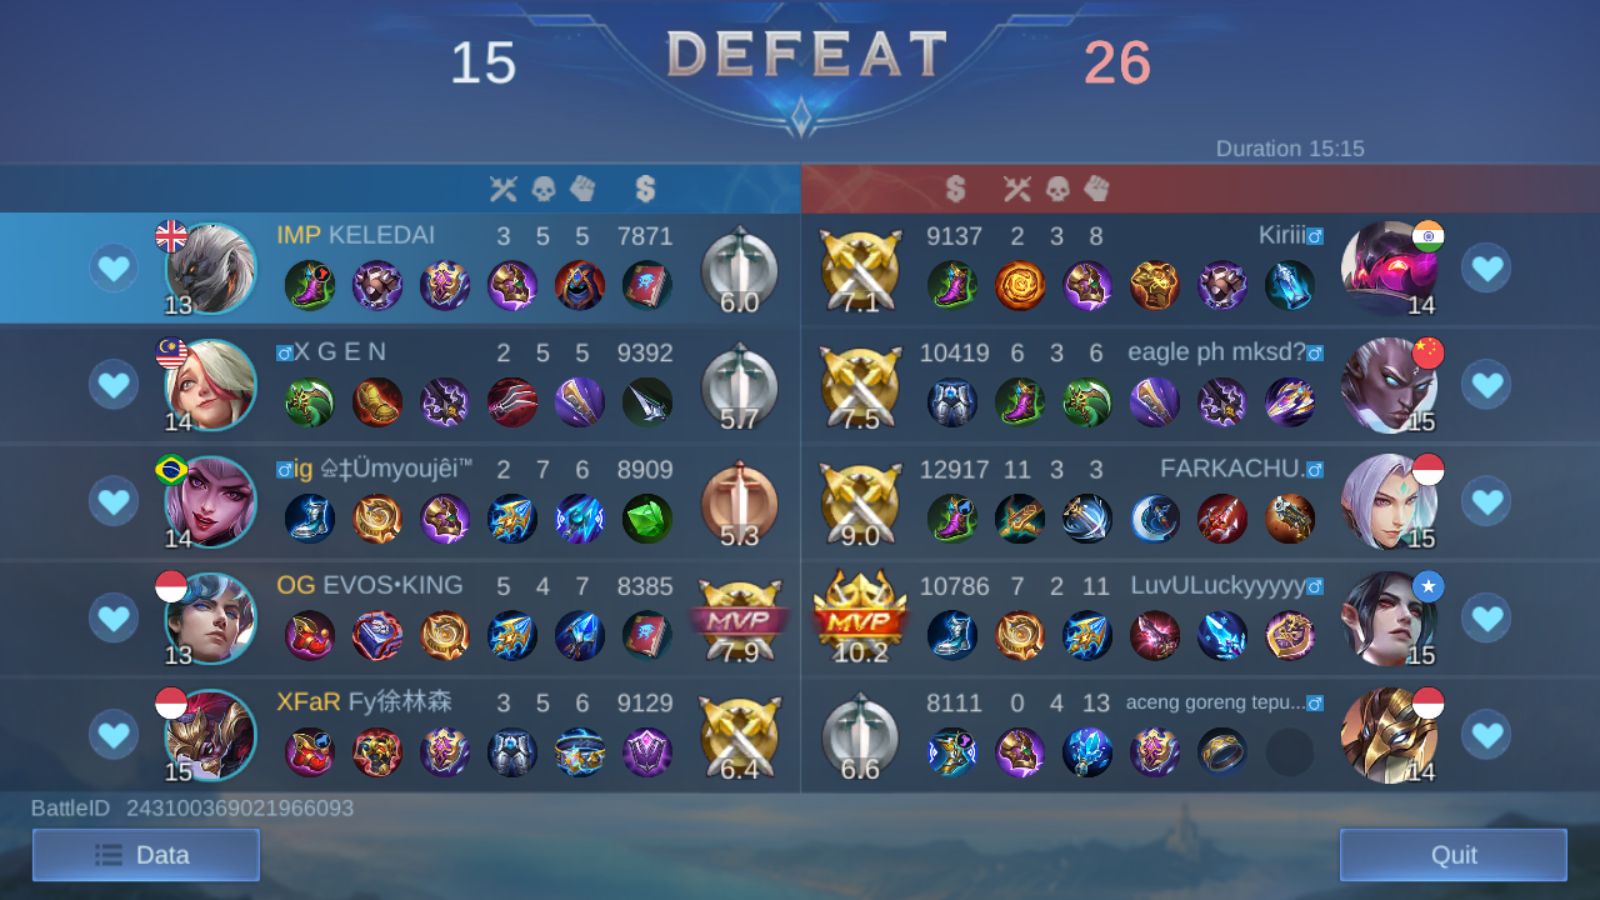 15 DEFEAT 26
Duration 15:15
IMP KELEDAI 3 5 5 7871
13 6.0
7.1 9137 2 3 8 Kiriii♂
14
♂X G E N 2 5 5 9392
14 5.7
7.5 10419 6 3 6 eagle ph mksd?♂
15
♂ig ♤‡Ümyoujêi™ 2 7 6 8909
14 5.3
9.0 12917 11 3 3 FARKACHU.♂
15
OG EVOS•KING 5 4 7 8385
13 MVP 7.9
MVP 10.2 10786 7 2 11 LuvULuckyyyyy♂
15
XFaR Fy徐林森 3 5 6 9129
15 6.4
6.6 8111 0 4 13 aceng goreng tepu...♂
14
BattleID 243100369021966093
Data
Quit